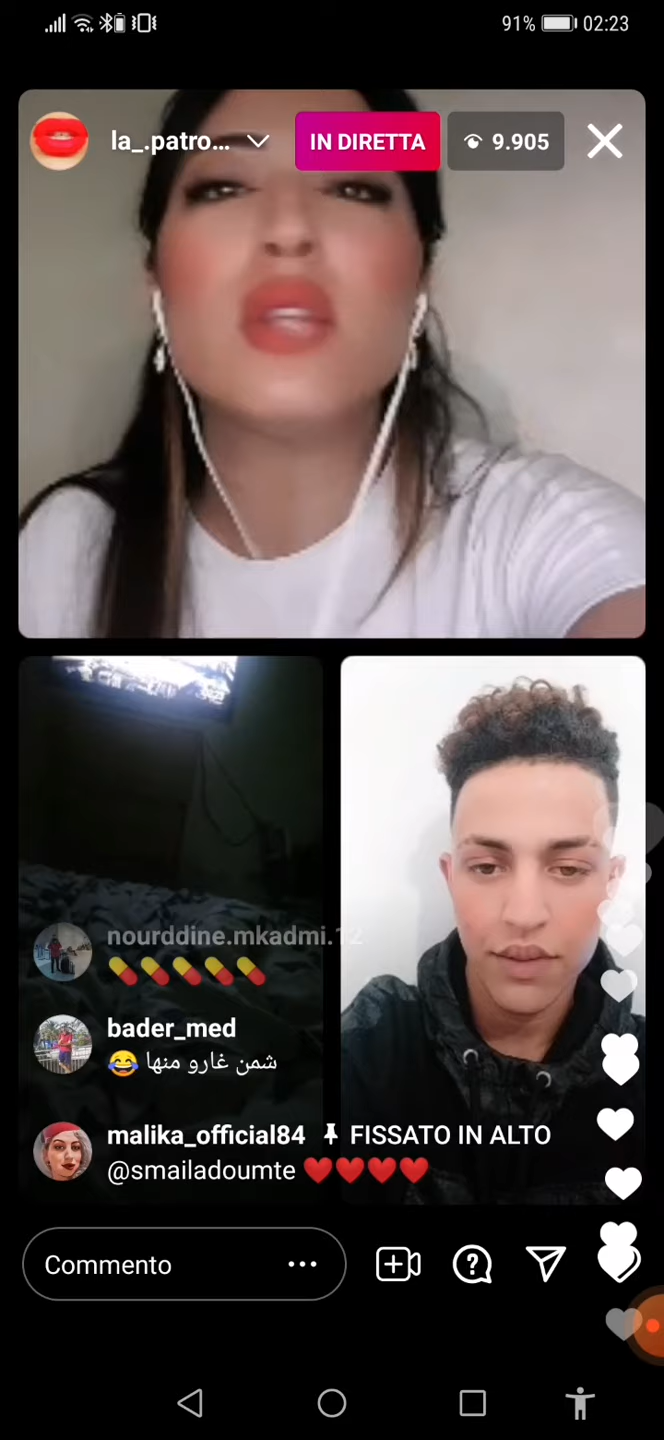 91% 02:23
la_.patro... IN DIRETTA 9.905
nourddine.mkadmi.12
bader_med
شمن غارو منها 😂
malika_official84 FISSATO IN ALTO
@smailadoumte ❤️❤️❤️❤️
Commento